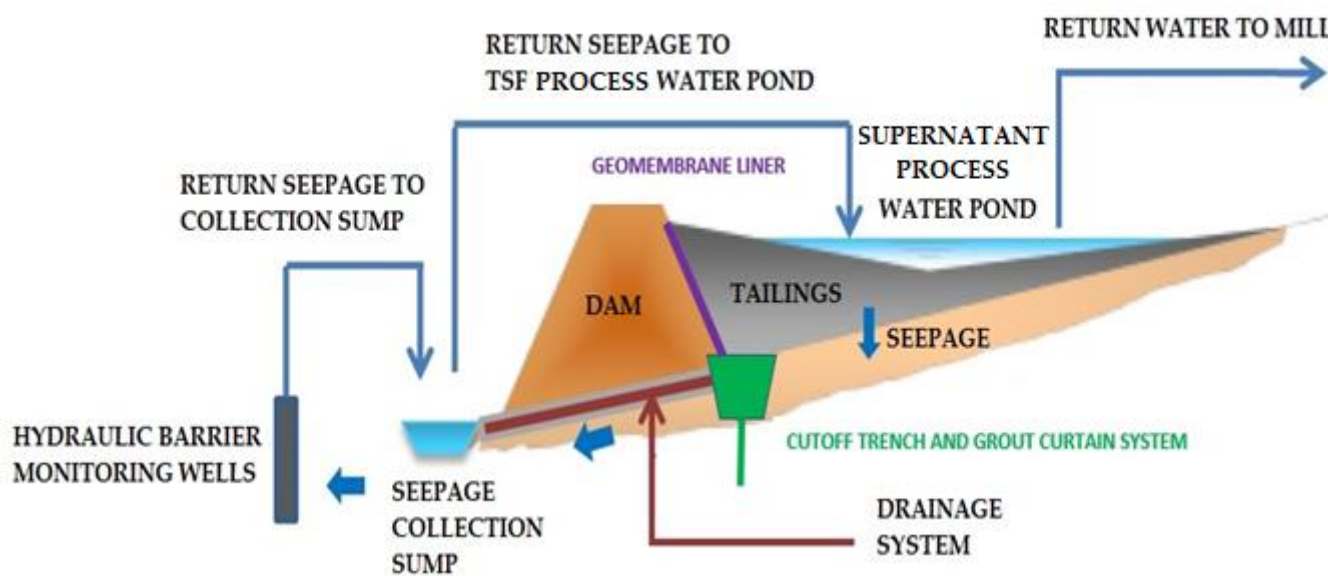 RETURN WATER TO MILL
RETURN SEEPAGE TO
TSF PROCESS WATER POND
SUPERNATANT
PROCESS
WATER POND
GEOMEMBRANE LINER
RETURN SEEPAGE TO
COLLECTION SUMP
DAM
TAILINGS
SEEPAGE
HYDRAULIC BARRIER
MONITORING WELLS
CUTOFF TRENCH AND GROUT CURTAIN SYSTEM
SEEPAGE
COLLECTION
SUMP
DRAINAGE
SYSTEM